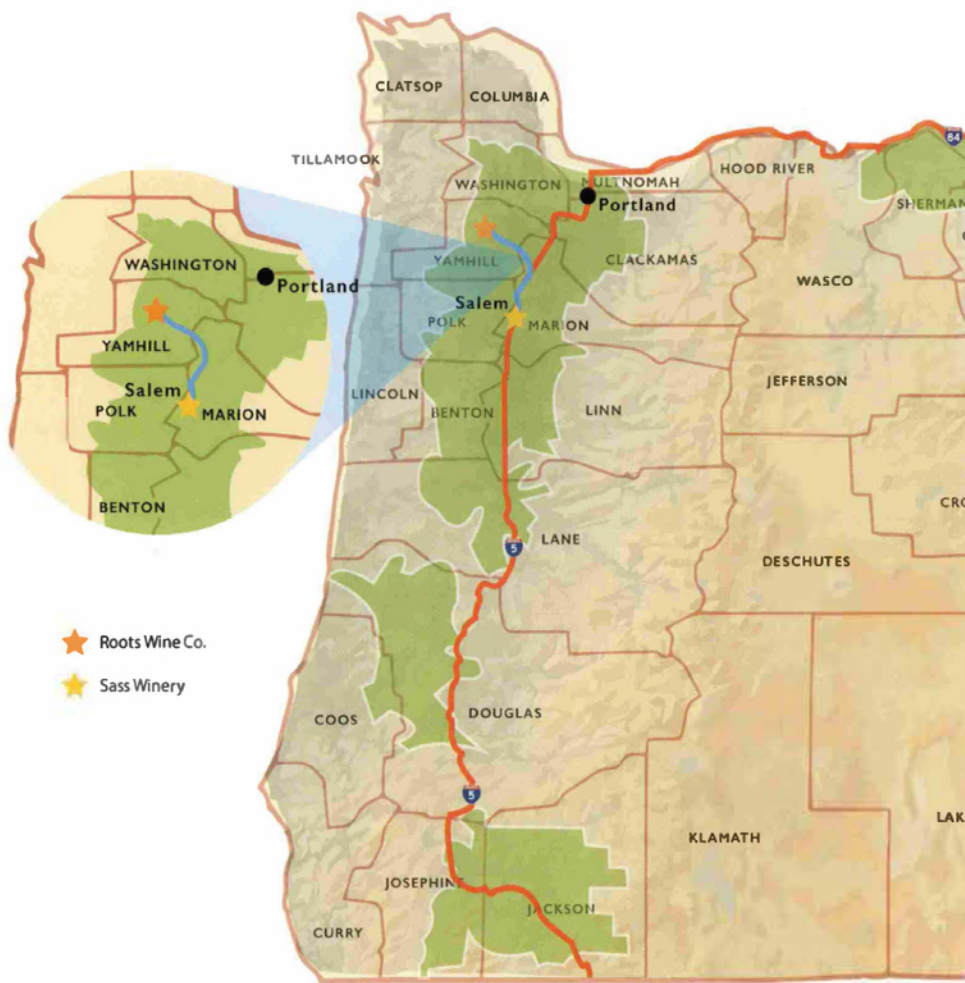 CLATSOP
COLUMBIA
TILLAMOOK
WASHINGTON
MULTNOMAH
HOOD RIVER
84
Portland
SHERMAN
YAMHILL
CLACKAMAS
WASCO
Salem
POLK
MARION
JEFFERSON
LINCOLN
BENTON
LINN
CRO
LANE
5
DESCHUTES
COOS
DOUGLAS
5
KLAMATH
LAK
JOSEPHINE
JACKSON
CURRY
WASHINGTON
Portland
YAMHILL
Salem
POLK
MARION
BENTON
Roots Wine Co.
Sass Winery